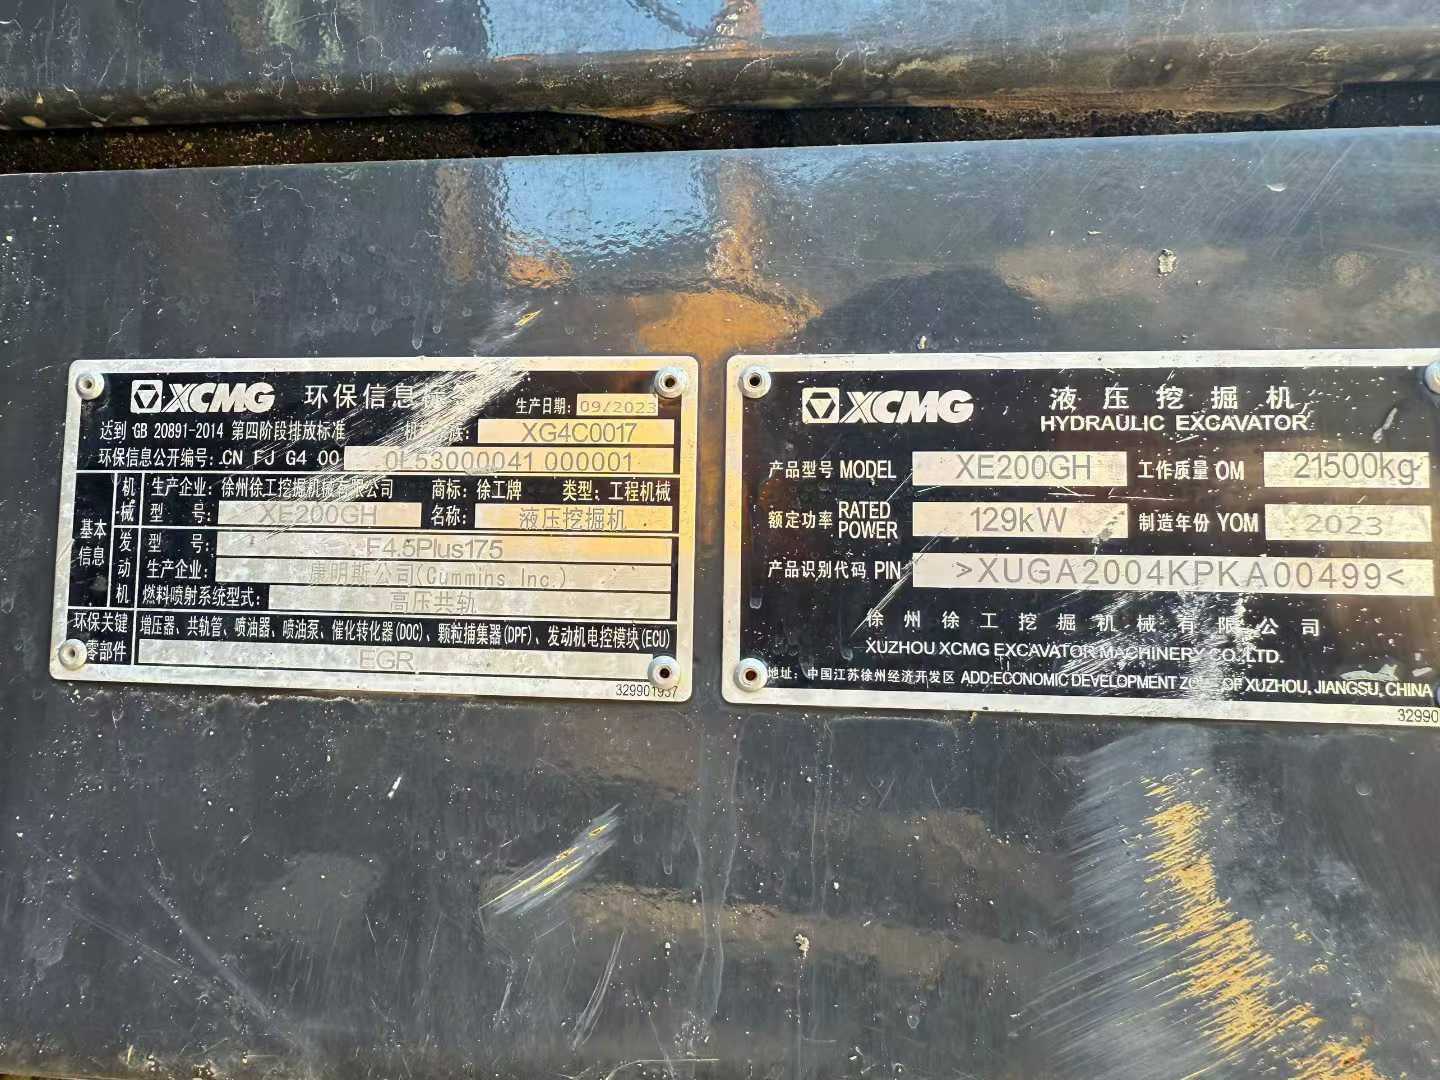 XCMG 环保信息标签 生产日期: 09/2023
达到 GB 20891-2014 第四阶段排放标准 机械系族: XG4C0017
环保信息公开编号: CN FJ G4 00 0L53000041 000001
基本信息
机械
生产企业: 徐州徐工挖掘机械有限公司 商标: 徐工牌 类型: 工程机械
型 号: XE200GH 名称: 液压挖掘机
发动机
型 号: F4.5Plus175
生产企业: 康明斯公司(Cummins Inc.)
燃料喷射系统型式: 高压共轨
环保关键零部件
增压器、共轨管、喷油器、喷油泵、催化转化器(DOC)、颗粒捕集器(DPF)、发动机电控模块(ECU)
EGR
329901957
XCMG 液压挖掘机
HYDRAULIC EXCAVATOR
产品型号 MODEL XE200GH 工作质量 OM 21500kg
额定功率 RATED POWER 129kW 制造年份 YOM 2023
产品识别代码 PIN >XUGA2004KPKA00499<
徐州徐工挖掘机械有限公司
XUZHOU XCMG EXCAVATOR MACHINERY CO.,LTD.
地址: 中国江苏徐州经济开发区 ADD:ECONOMIC DEVELOPMENT ZONE OF XUZHOU, JIANGSU, CHINA